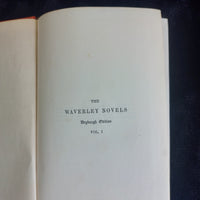 THE
WAVERLEY NOVELS
Dryburgh Edition
VOL. I